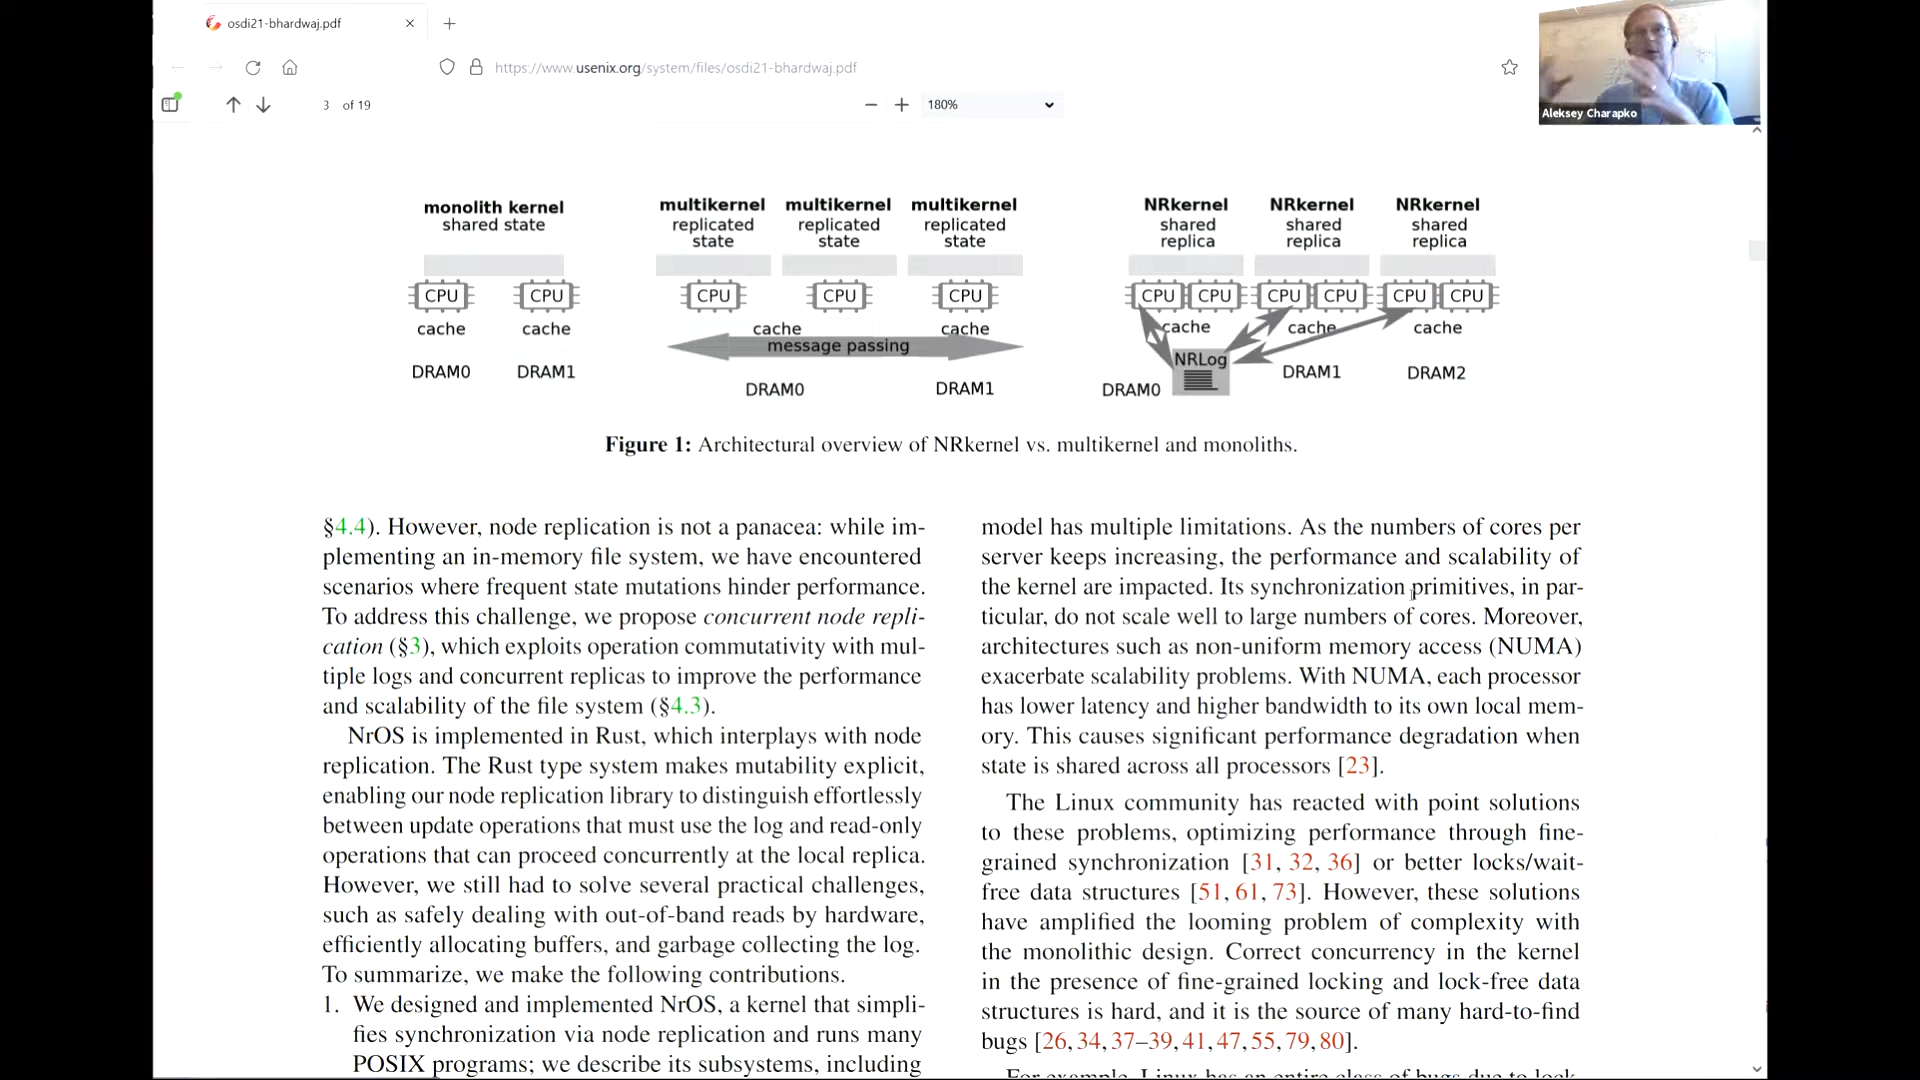 osdi21-bhardwaj.pdf
https://www.usenix.org/system/files/osdi21-bhardwaj.pdf
3 of 19
180%
Aleksey Charapko
monolith kernel
shared state
CPU CPU
cache cache
DRAM0 DRAM1
multikernel multikernel multikernel
replicated replicated replicated
state state state
CPU CPU CPU
cache cache
message passing
DRAM0 DRAM1
NRkernel NRkernel NRkernel
shared shared shared
replica replica replica
CPU CPU CPU CPU CPU CPU
cache cache cache
NRLog
DRAM0 DRAM1 DRAM2
Figure 1: Architectural overview of NRkernel vs. multikernel and monoliths.
§4.4). However, node replication is not a panacea: while im-
plementing an in-memory file system, we have encountered
scenarios where frequent state mutations hinder performance.
To address this challenge, we propose concurrent node repli-
cation (§3), which exploits operation commutativity with mul-
tiple logs and concurrent replicas to improve the performance
and scalability of the file system (§4.3).
NrOS is implemented in Rust, which interplays with node
replication. The Rust type system makes mutability explicit,
enabling our node replication library to distinguish effortlessly
between update operations that must use the log and read-only
operations that can proceed concurrently at the local replica.
However, we still had to solve several practical challenges,
such as safely dealing with out-of-band reads by hardware,
efficiently allocating buffers, and garbage collecting the log.
To summarize, we make the following contributions.
1. We designed and implemented NrOS, a kernel that simpli-
fies synchronization via node replication and runs many
POSIX programs; we describe its subsystems, including
model has multiple limitations. As the numbers of cores per
server keeps increasing, the performance and scalability of
the kernel are impacted. Its synchronization primitives, in par-
ticular, do not scale well to large numbers of cores. Moreover,
architectures such as non-uniform memory access (NUMA)
exacerbate scalability problems. With NUMA, each processor
has lower latency and higher bandwidth to its own local mem-
ory. This causes significant performance degradation when
state is shared across all processors [23].
The Linux community has reacted with point solutions
to these problems, optimizing performance through fine-
grained synchronization [31, 32, 36] or better locks/wait-
free data structures [51, 61, 73]. However, these solutions
have amplified the looming problem of complexity with
the monolithic design. Correct concurrency in the kernel
in the presence of fine-grained locking and lock-free data
structures is hard, and it is the source of many hard-to-find
bugs [26, 34, 37–39, 41, 47, 55, 79, 80].
For example, Linux has an entire class of bugs due to lock-